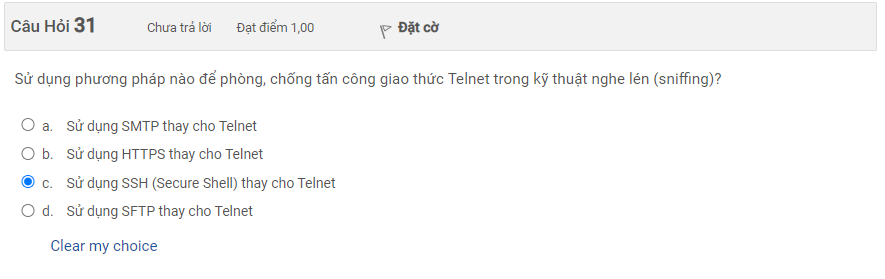 Câu Hỏi 31 Chưa trả lời Đạt điểm 1,00 Đặt cờ
Sử dụng phương pháp nào để phòng, chống tấn công giao thức Telnet trong kỹ thuật nghe lén (sniffing)?
a. Sử dụng SMTP thay cho Telnet
b. Sử dụng HTTPS thay cho Telnet
c. Sử dụng SSH (Secure Shell) thay cho Telnet
d. Sử dụng SFTP thay cho Telnet
Clear my choice